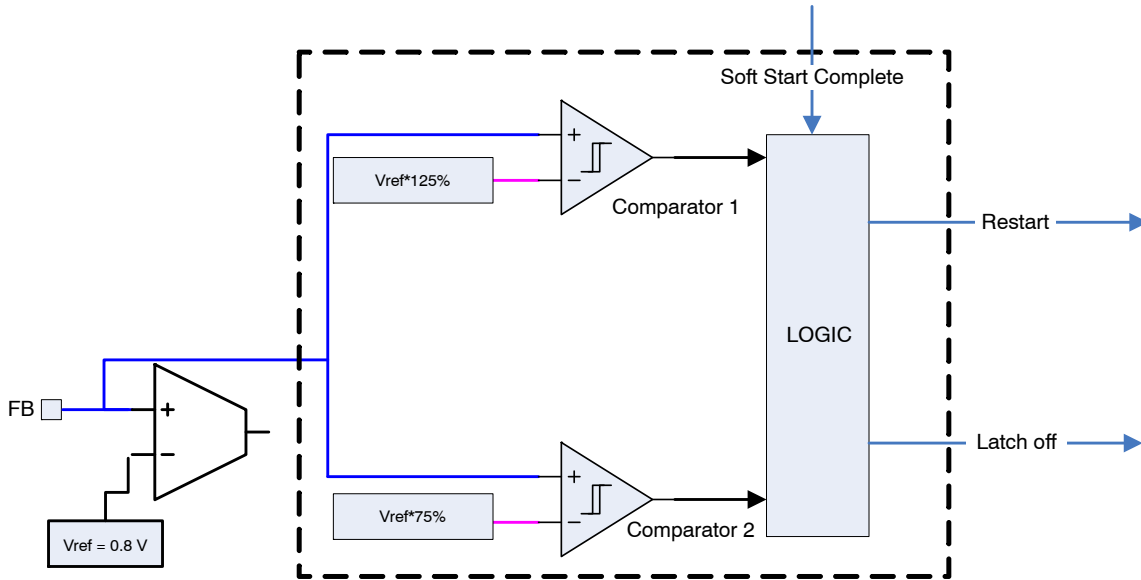 Soft Start Complete
+
Vref*125%
−
Comparator 1
Restart
LOGIC
FB
+
−
Vref = 0.8 V
+
Vref*75%
−
Comparator 2
Latch off